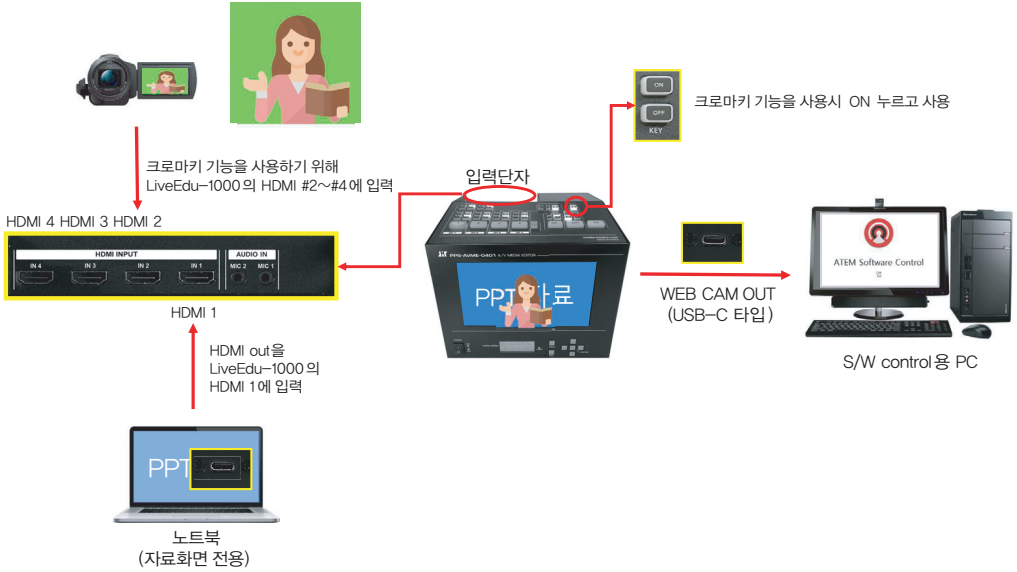 ON
OFF
KEY
크로마키 기능을 사용시 ON 누르고 사용
크로마키 기능을 사용하기 위해
LiveEdu-1000의 HDMI #2~#4에 입력
입력단자
HDMI 4 HDMI 3 HDMI 2
HDMI INPUT
AUDIO IN
IN 4
IN 3
IN 2
IN 1
MIC 2
MIC 1
HDMI 1
PPS-AVME-0401 A/V MEDIA EDITOR
PPT 자료
WEB CAM OUT
(USB-C 타입)
ATEM Software Control
S/W control용 PC
HDMI out을
LiveEdu-1000의
HDMI 1에 입력
PPT
노트북
(자료화면 전용)